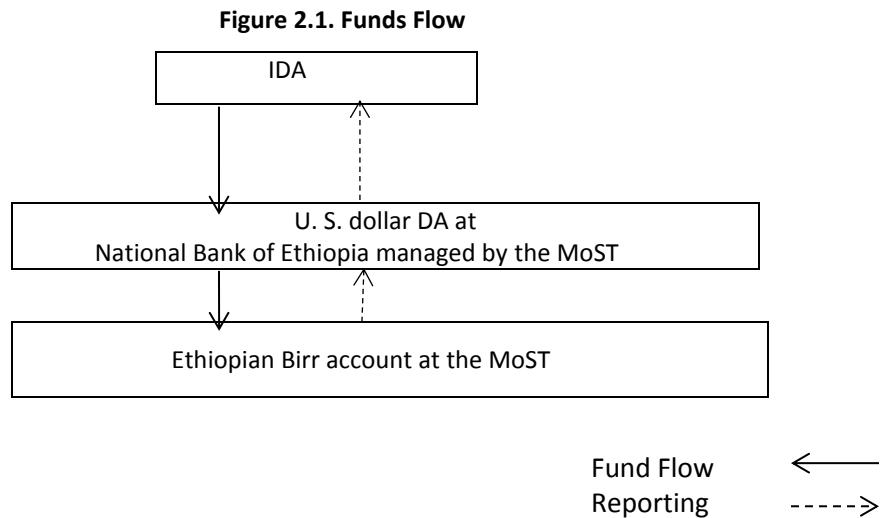 Figure 2.1. Funds Flow
IDA
U. S. dollar DA at
National Bank of Ethiopia managed by the MoST
Ethiopian Birr account at the MoST
Fund Flow
Reporting